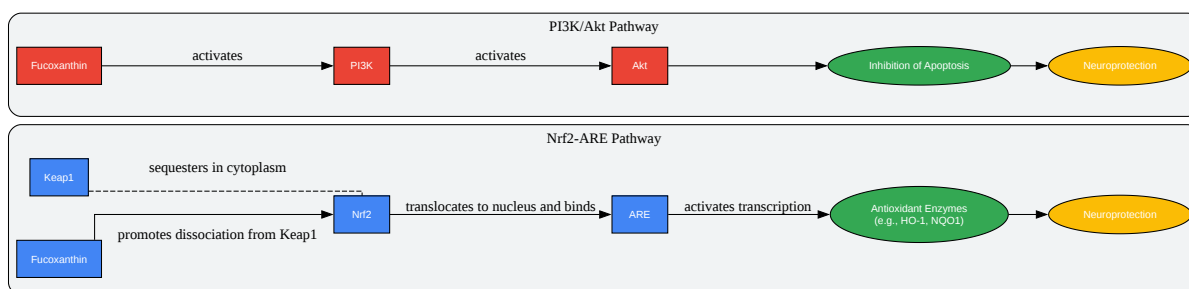 PI3K/Akt Pathway
Fucoxanthin
activates
PI3K
activates
Akt
Inhibition of Apoptosis
Neuroprotection
Nrf2-ARE Pathway
Keap1
sequesters in cytoplasm
Fucoxanthin
promotes dissociation from Keap1
Nrf2
translocates to nucleus and binds
ARE
activates transcription
Antioxidant Enzymes
(e.g., HO-1, NQO1)
Neuroprotection